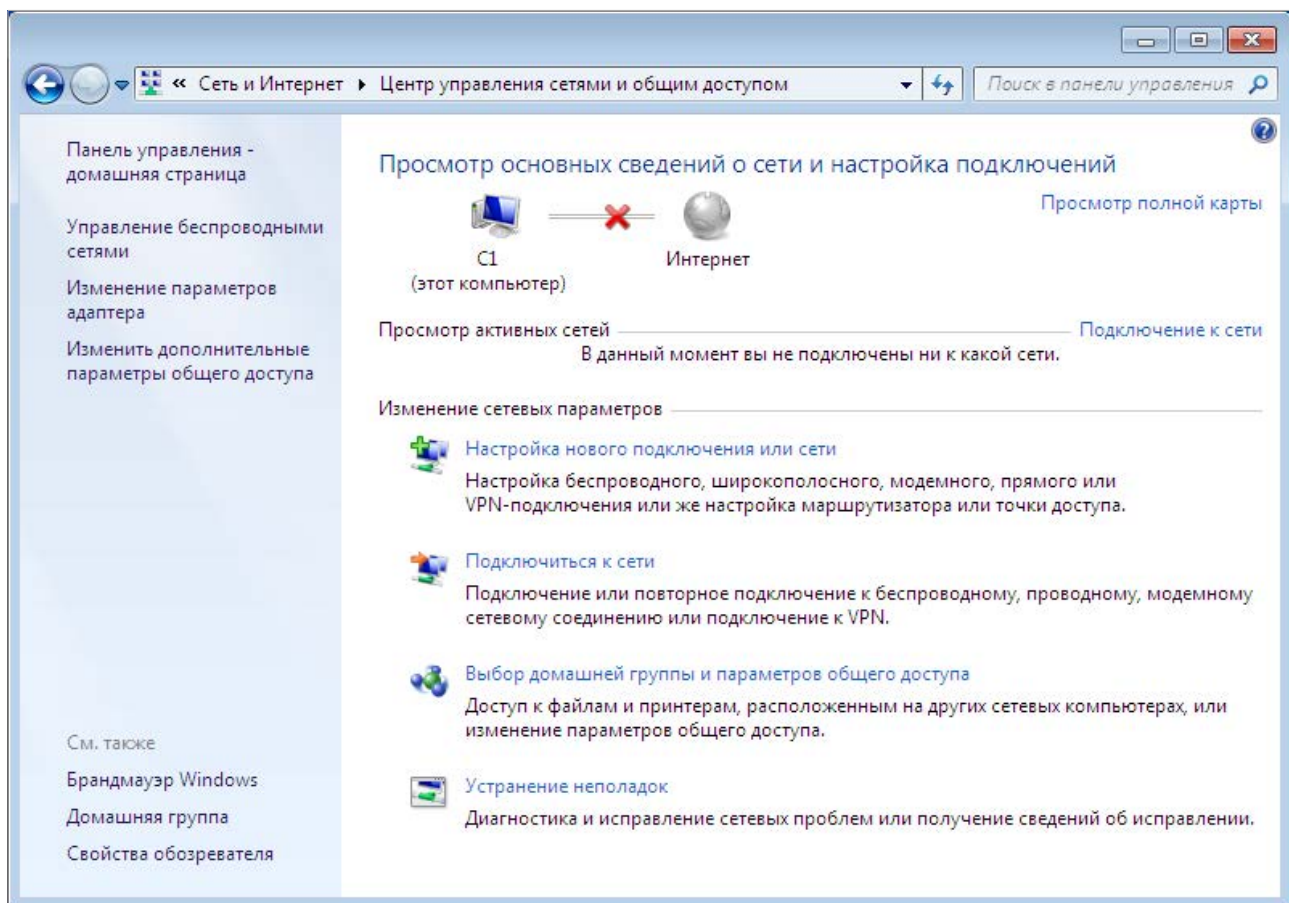 « Сеть и Интернет ▸ Центр управления сетями и общим доступом
Поиск в панели управления
Панель управления -
домашняя страница
Управление беспроводными
сетями
Изменение параметров
адаптера
Изменить дополнительные
параметры общего доступа
См. также
Брандмауэр Windows
Домашняя группа
Свойства обозревателя
Просмотр основных сведений о сети и настройка подключений
Просмотр полной карты
C1
(этот компьютер)
Интернет
Просмотр активных сетей
Подключение к сети
В данный момент вы не подключены ни к какой сети.
Изменение сетевых параметров
Настройка нового подключения или сети
Настройка беспроводного, широкополосного, модемного, прямого или
VPN-подключения или же настройка маршрутизатора или точки доступа.
Подключиться к сети
Подключение или повторное подключение к беспроводному, проводному, модемному
сетевому соединению или подключение к VPN.
Выбор домашней группы и параметров общего доступа
Доступ к файлам и принтерам, расположенным на других сетевых компьютерах, или
изменение параметров общего доступа.
Устранение неполадок
Диагностика и исправление сетевых проблем или получение сведений об исправлении.